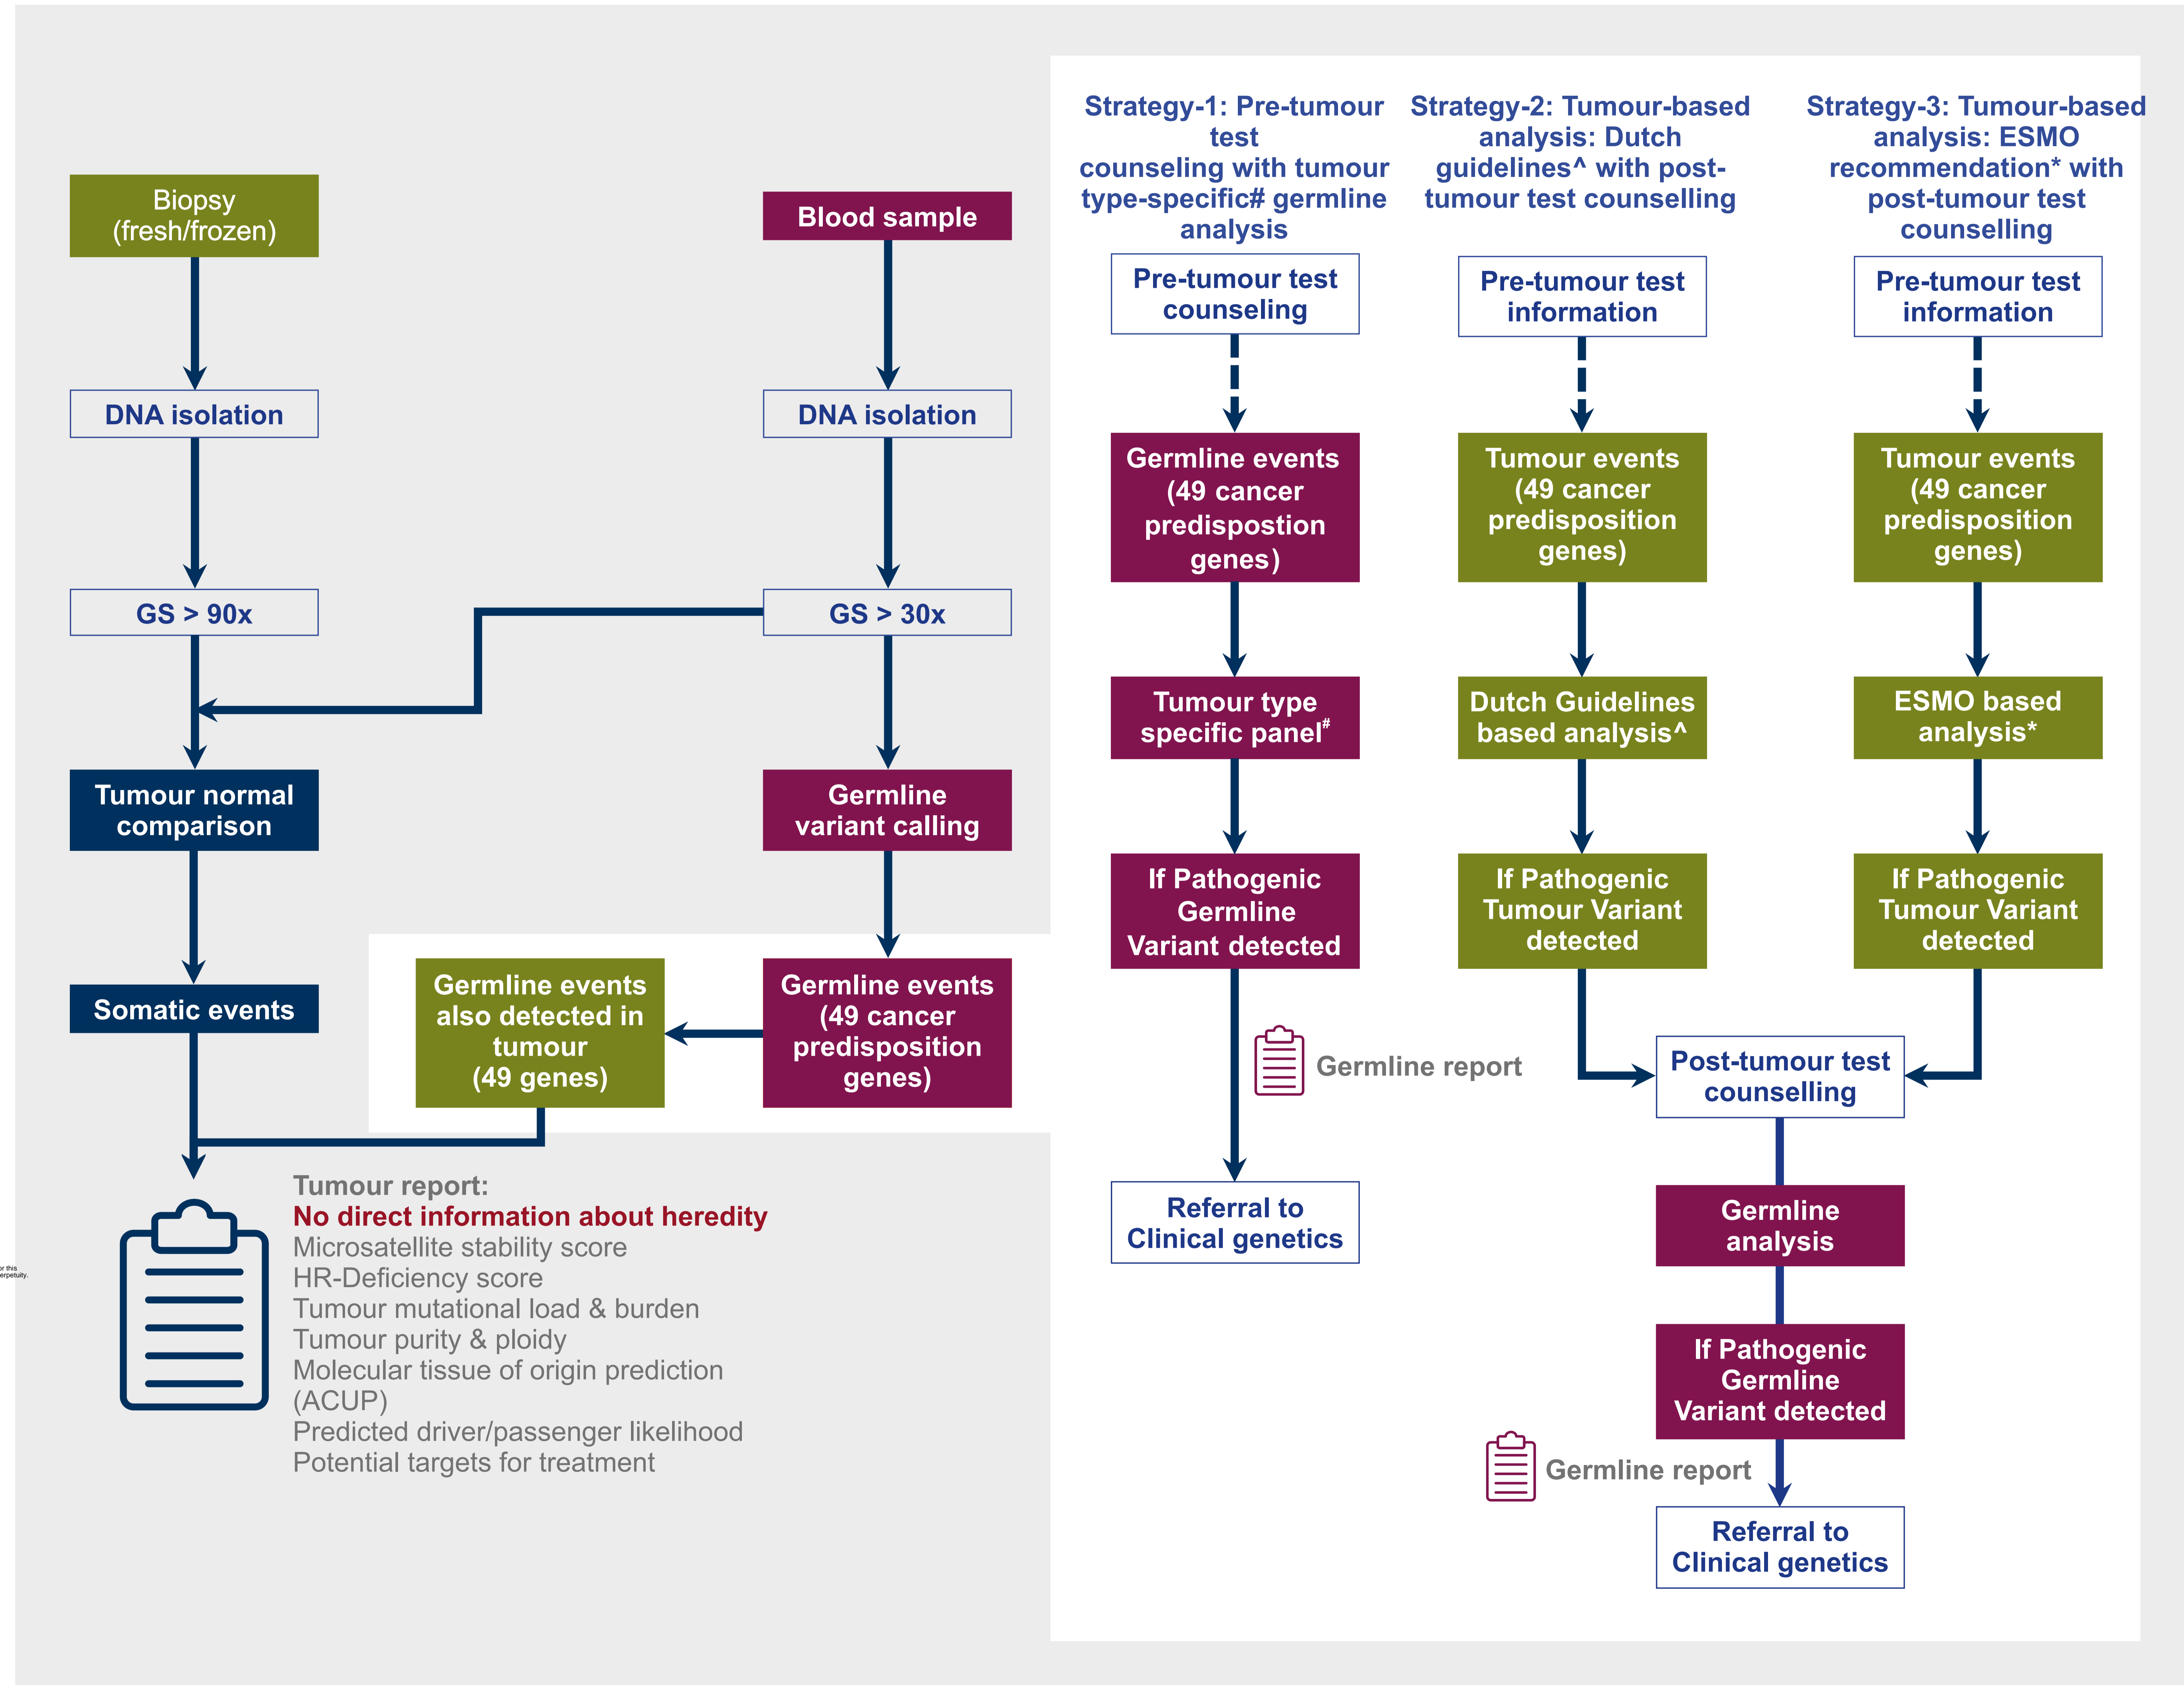 Biopsy
(fresh/frozen)
DNA isolation
GS > 90x
Tumour normal
comparison
Somatic events
Blood sample
DNA isolation
GS > 30x
Germline
variant calling
Germline events
(49 cancer
predisposition
genes)
Germline events
also detected in
tumour
(49 genes)
Tumour report:
No direct information about heredity
Microsatellite stability score
HR-Deficiency score
Tumour mutational load & burden
Tumour purity & ploidy
Molecular tissue of origin prediction
(ACUP)
Predicted driver/passenger likelihood
Potential targets for treatment
or this
erpetuity.
Strategy-1: Pre-tumour
test
counseling with tumour
type-specific# germline
analysis
Pre-tumour test
counseling
Germline events
(49 cancer
predispostion
genes)
Tumour type
specific panel#
If Pathogenic
Germline
Variant detected
Germline report
Referral to
Clinical genetics
Strategy-2: Tumour-based
analysis: Dutch
guidelines^ with post-
tumour test counselling
Pre-tumour test
information
Tumour events
(49 cancer
predisposition
genes)
Dutch Guidelines
based analysis^
If Pathogenic
Tumour Variant
detected
Strategy-3: Tumour-based
analysis: ESMO
recommendation* with
post-tumour test
counselling
Pre-tumour test
information
Tumour events
(49 cancer
predisposition
genes)
ESMO based
analysis*
If Pathogenic
Tumour Variant
detected
Post-tumour test
counselling
Germline
analysis
If Pathogenic
Germline
Variant detected
Germline report
Referral to
Clinical genetics